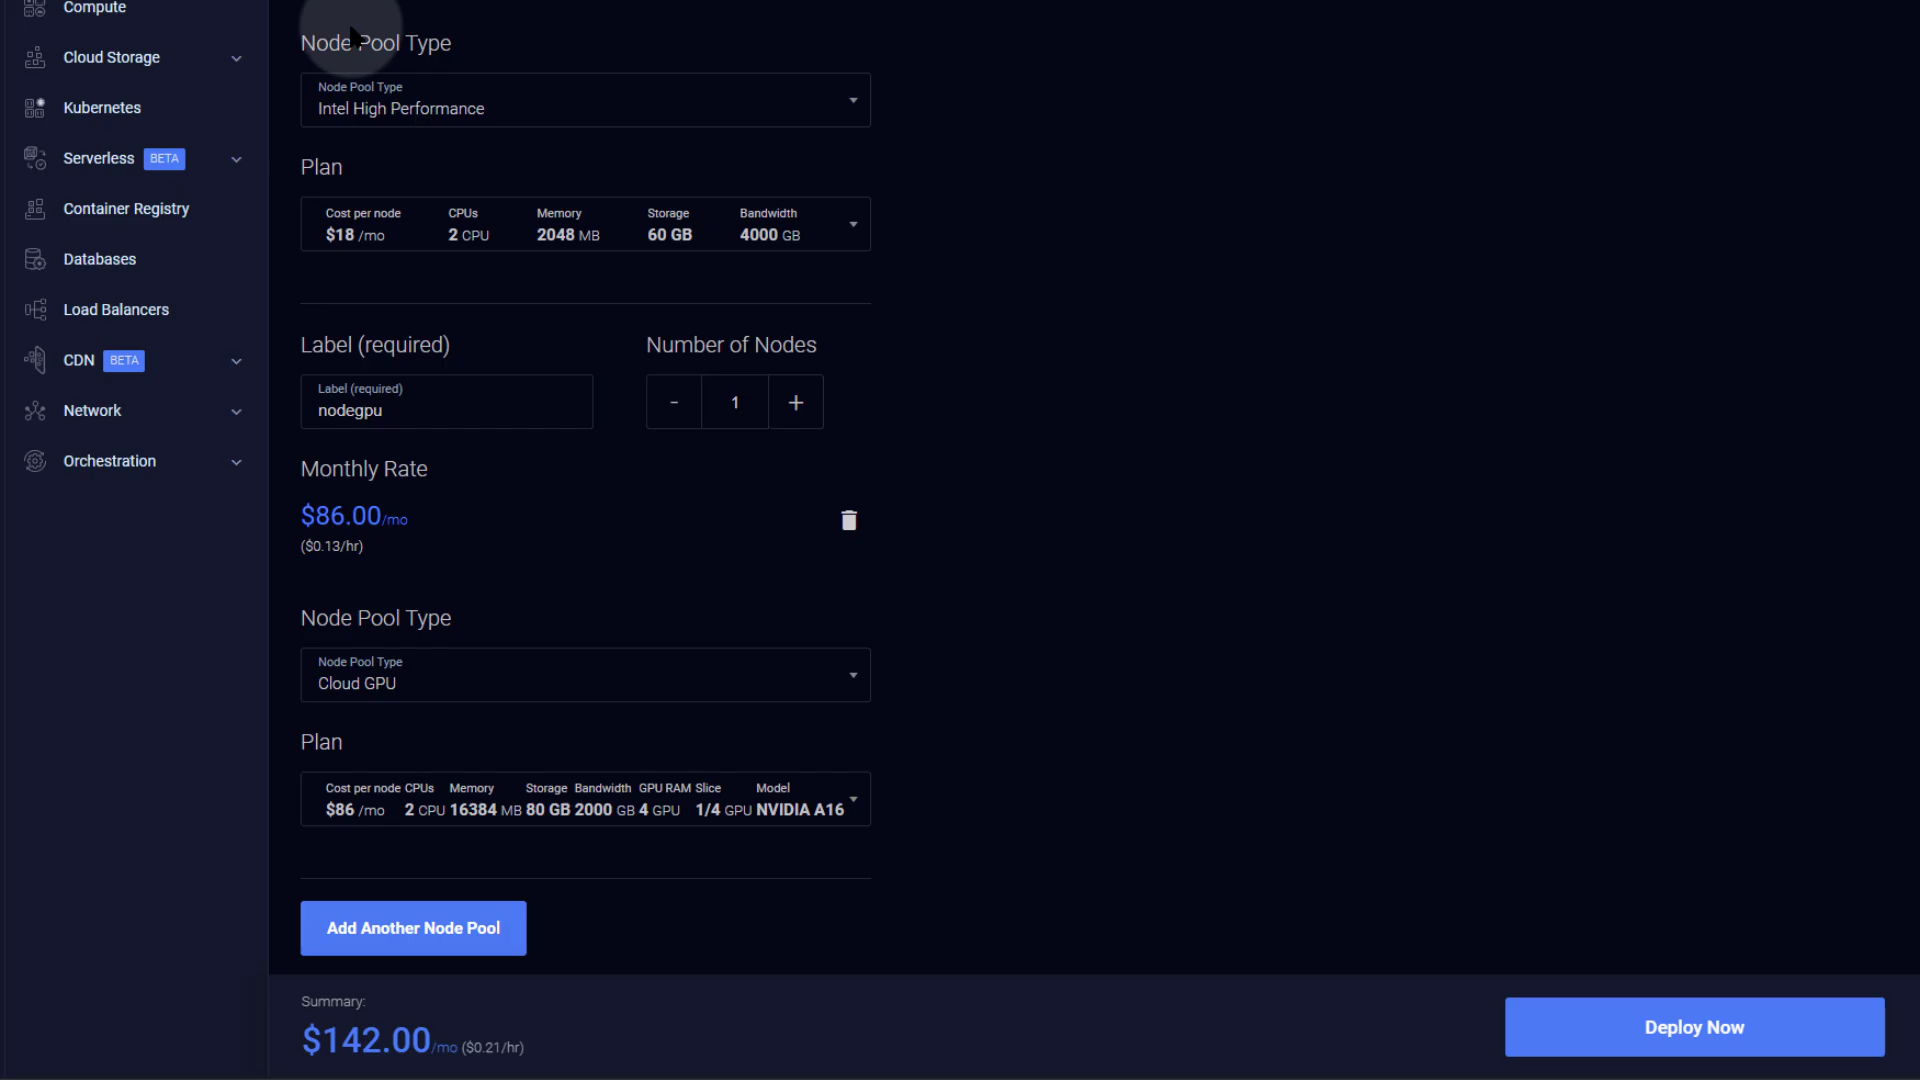 Compute
Cloud Storage
Kubernetes
Serverless BETA
Container Registry
Databases
Load Balancers
CDN BETA
Network
Orchestration
Node Pool Type
Node Pool Type
Intel High Performance
Plan
Cost per node CPUs Memory Storage Bandwidth
$18 /mo 2 CPU 2048 MB 60 GB 4000 GB
Label (required) Number of Nodes
Label (required)
nodegpu
- 1 +
Monthly Rate
$86.00/mo
($0.13/hr)
Node Pool Type
Node Pool Type
Cloud GPU
Plan
Cost per node CPUs Memory Storage Bandwidth GPU RAM Slice Model
$86 /mo 2 CPU 16384 MB 80 GB 2000 GB 4 GPU 1/4 GPU NVIDIA A16
Add Another Node Pool
Summary:
$142.00/mo ($0.21/hr)
Deploy Now